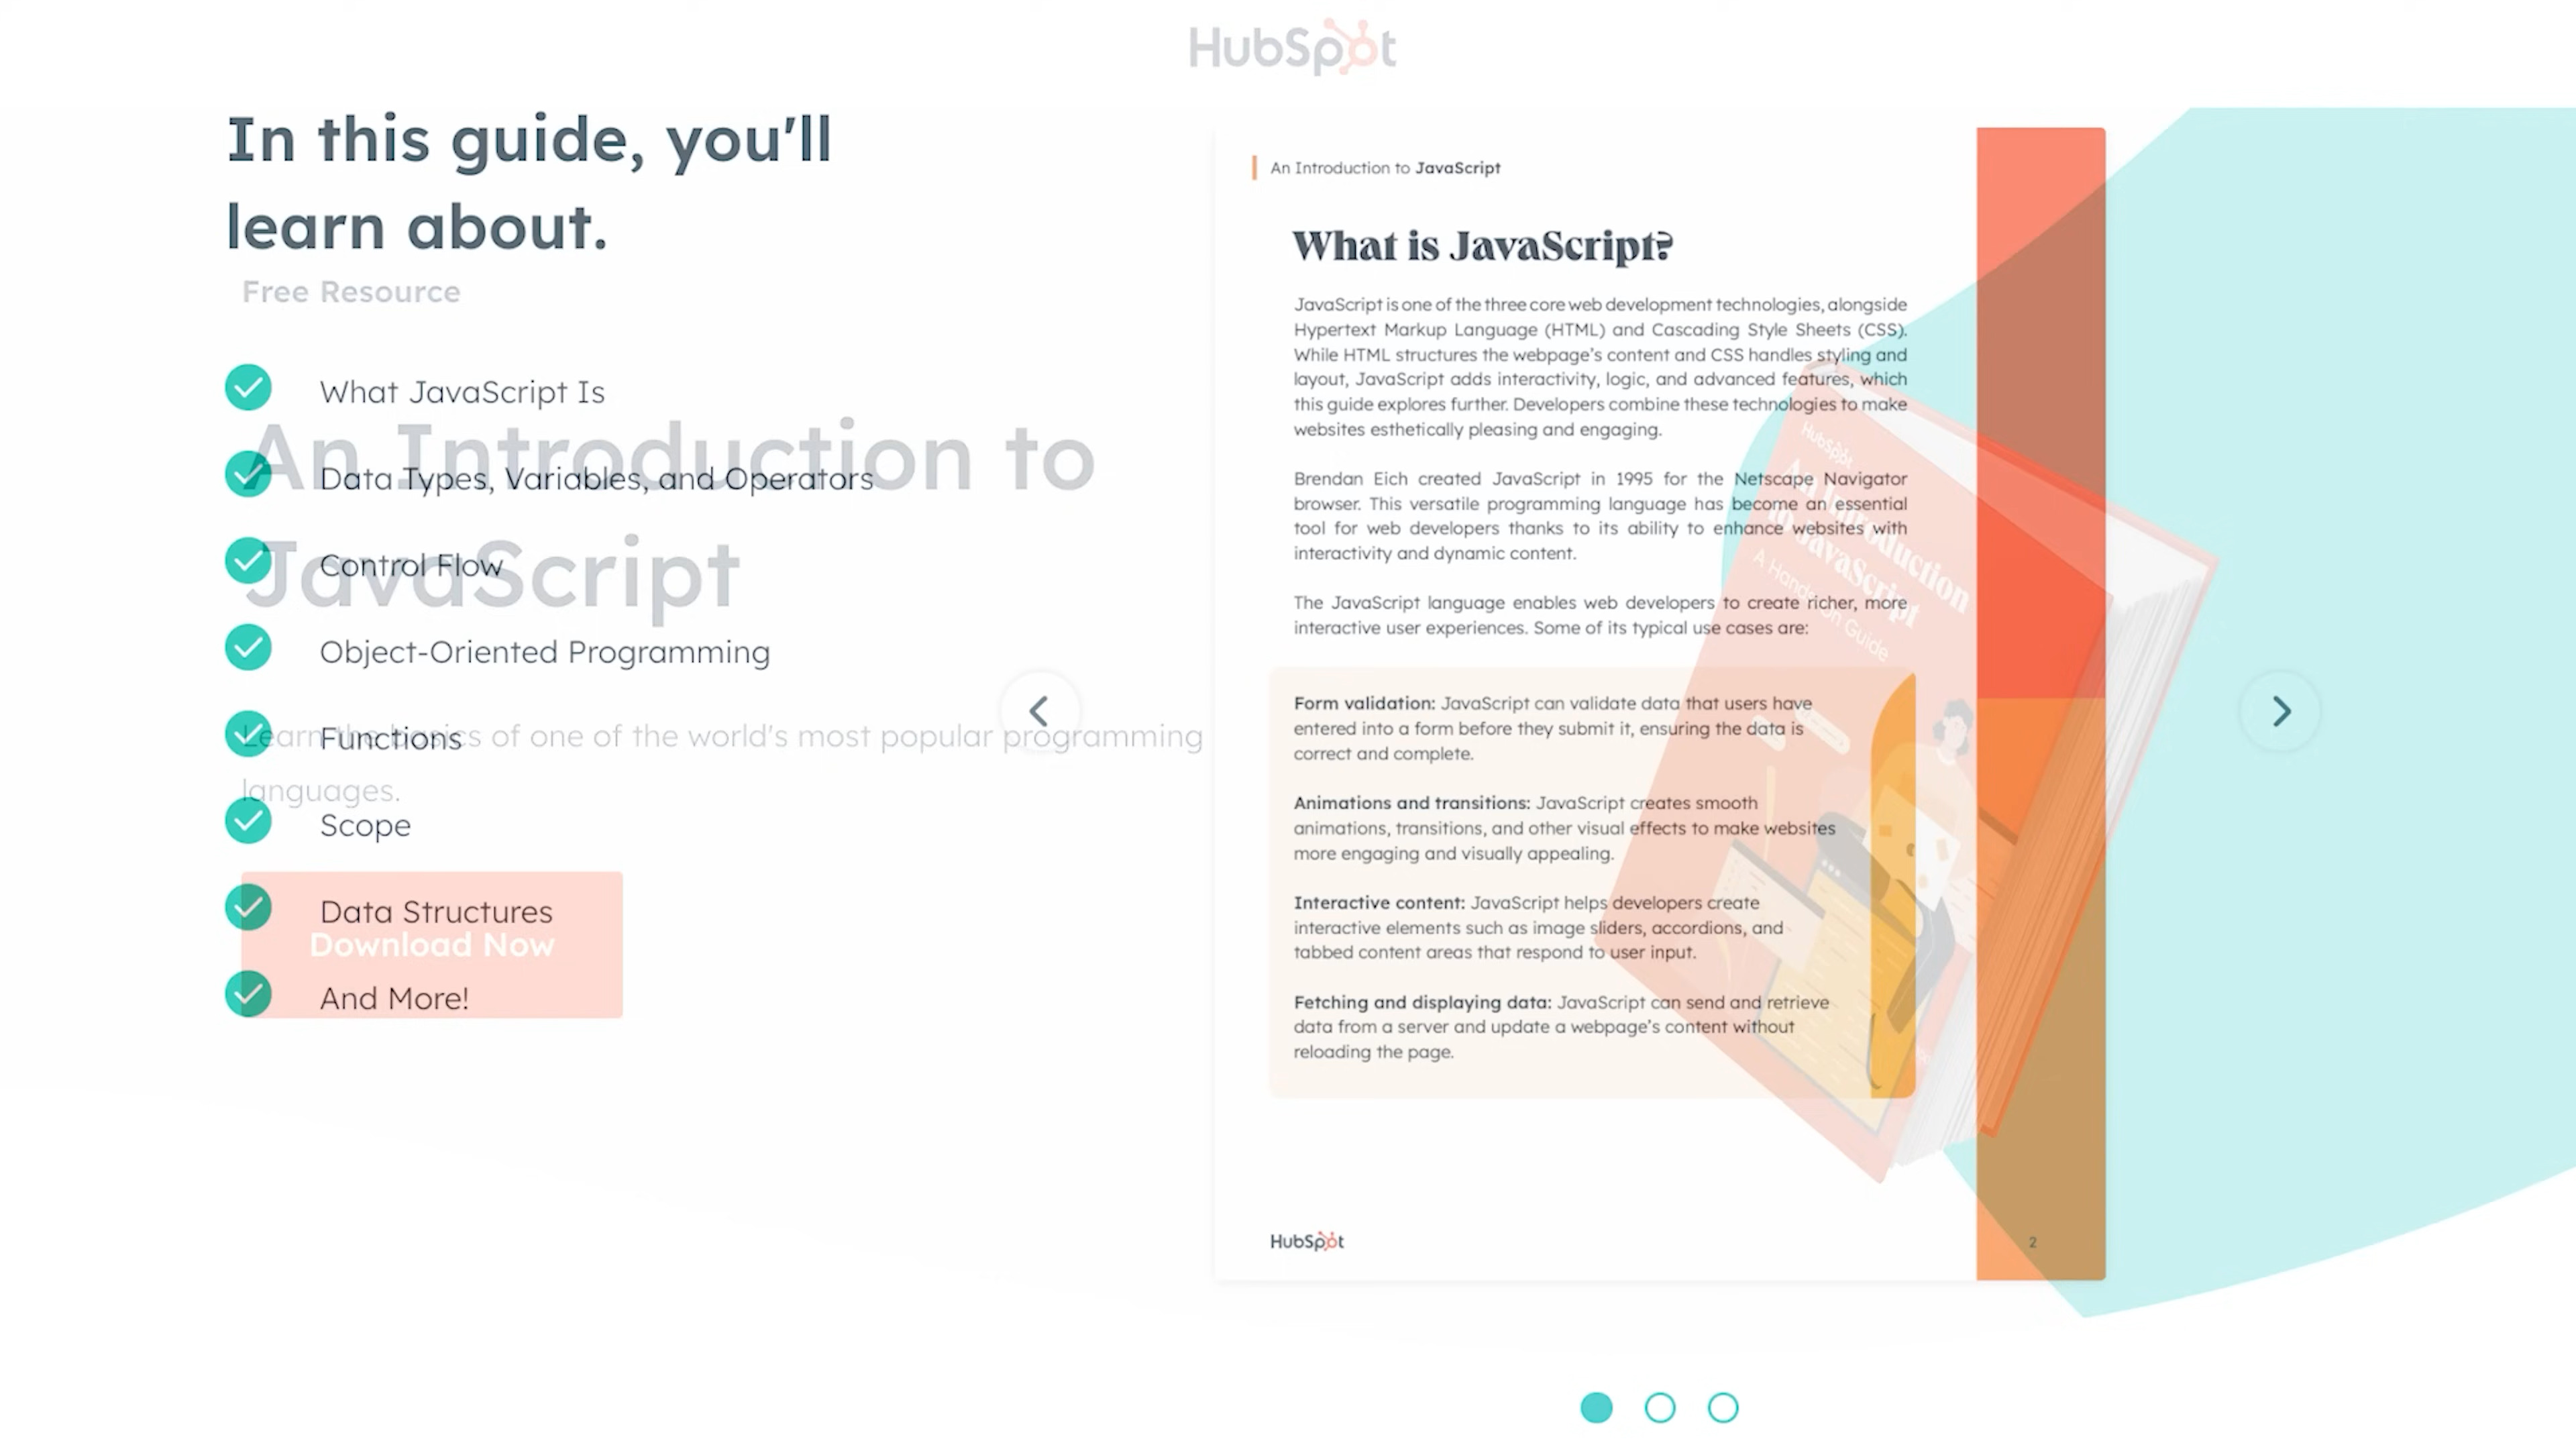 HubSpot
In this guide, you'll
learn about.
Free Resource
What JavaScript Is
An Introduction to
Data Types, Variables, and Operators
JavaScript
Control Flow
Object-Oriented Programming
Learn the basics of one of the world's most popular programming
Functions
languages.
Scope
Data Structures
Download Now
And More!
An Introduction to JavaScript
What is JavaScript?
JavaScript is one of the three core web development technologies, alongside
Hypertext Markup Language (HTML) and Cascading Style Sheets (CSS).
While HTML structures the webpage's content and CSS handles styling and
layout, JavaScript adds interactivity, logic, and advanced features, which
this guide explores further. Developers combine these technologies to make
websites esthetically pleasing and engaging.
Brendan Eich created JavaScript in 1995 for the Netscape Navigator
browser. This versatile programming language has become an essential
tool for web developers thanks to its ability to enhance websites with
interactivity and dynamic content.
The JavaScript language enables web developers to create richer, more
interactive user experiences. Some of its typical use cases are:
Form validation: JavaScript can validate data that users have
entered into a form before they submit it, ensuring the data is
correct and complete.
Animations and transitions: JavaScript creates smooth
animations, transitions, and other visual effects to make websites
more engaging and visually appealing.
Interactive content: JavaScript helps developers create
interactive elements such as image sliders, accordions, and
tabbed content areas that respond to user input.
Fetching and displaying data: JavaScript can send and retrieve
data from a server and update a webpage's content without
reloading the page.
HubSpot
2
HubSpot
An Introduction
to JavaScript
A Hands-on Guide